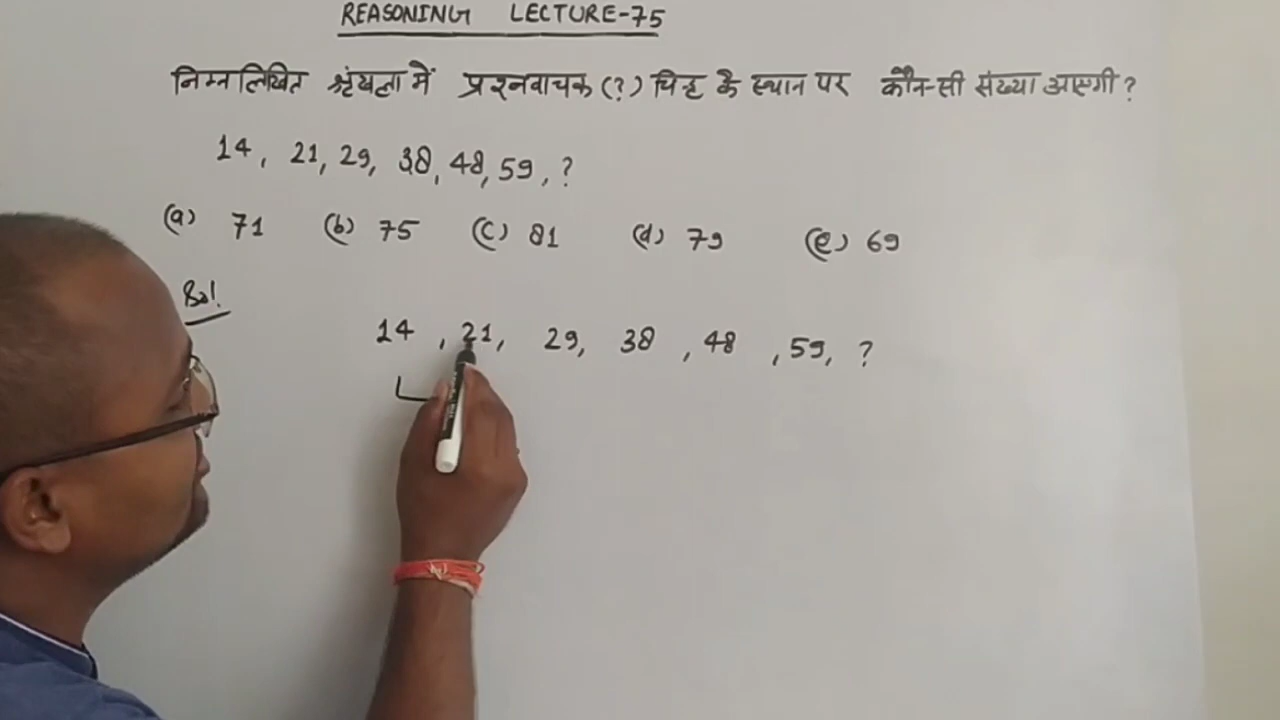 REASONING LECTURE-75
निम्नलिखित श्रृंखला में प्रश्नवाचक (?) चिन्ह के स्थान पर कौन-सी संख्या आएगी ?
14, 21, 29, 38, 48, 59, ?
(a) 71 (b) 75 (c) 81 (d) 79 (e) 69
Sol.
14, 21, 29, 38, 48, 59, ?